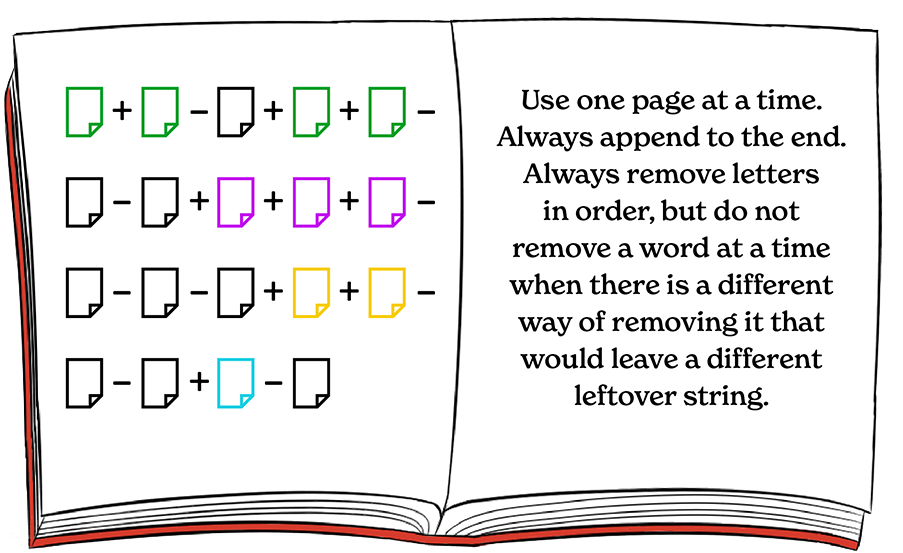 + - + + -
- + + + -
- - + + -
- + -
Use one page at a time.
Always append to the end.
Always remove letters
in order, but do not
remove a word at a time
when there is a different
way of removing it that
would leave a different
leftover string.